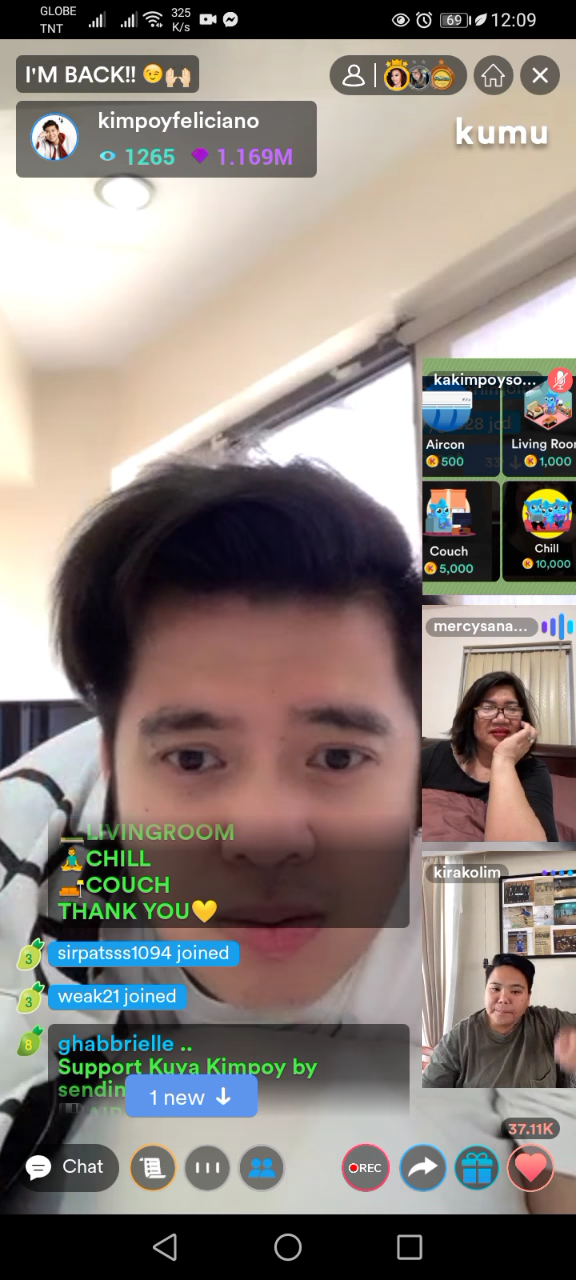 GLOBE
TNT
325
K/s
69
12:09
I'M BACK!! 😉🙌🏻
kimpoyfeliciano
1265 1.169M
kumu
kakimpoyso...
Aircon
500
Living Roor
1,000
Couch
5,000
Chill
10,000
mercysana...
kirakolim
LIVINGROOM
🧘CHILL
🛋️COUCH
THANK YOU💛
3 sirpatsss1094 joined
3 weak21 joined
8 ghabbrielle ..
Support Kuya Kimpoy by
sendin
1 new ↓
37.11K
Chat
REC